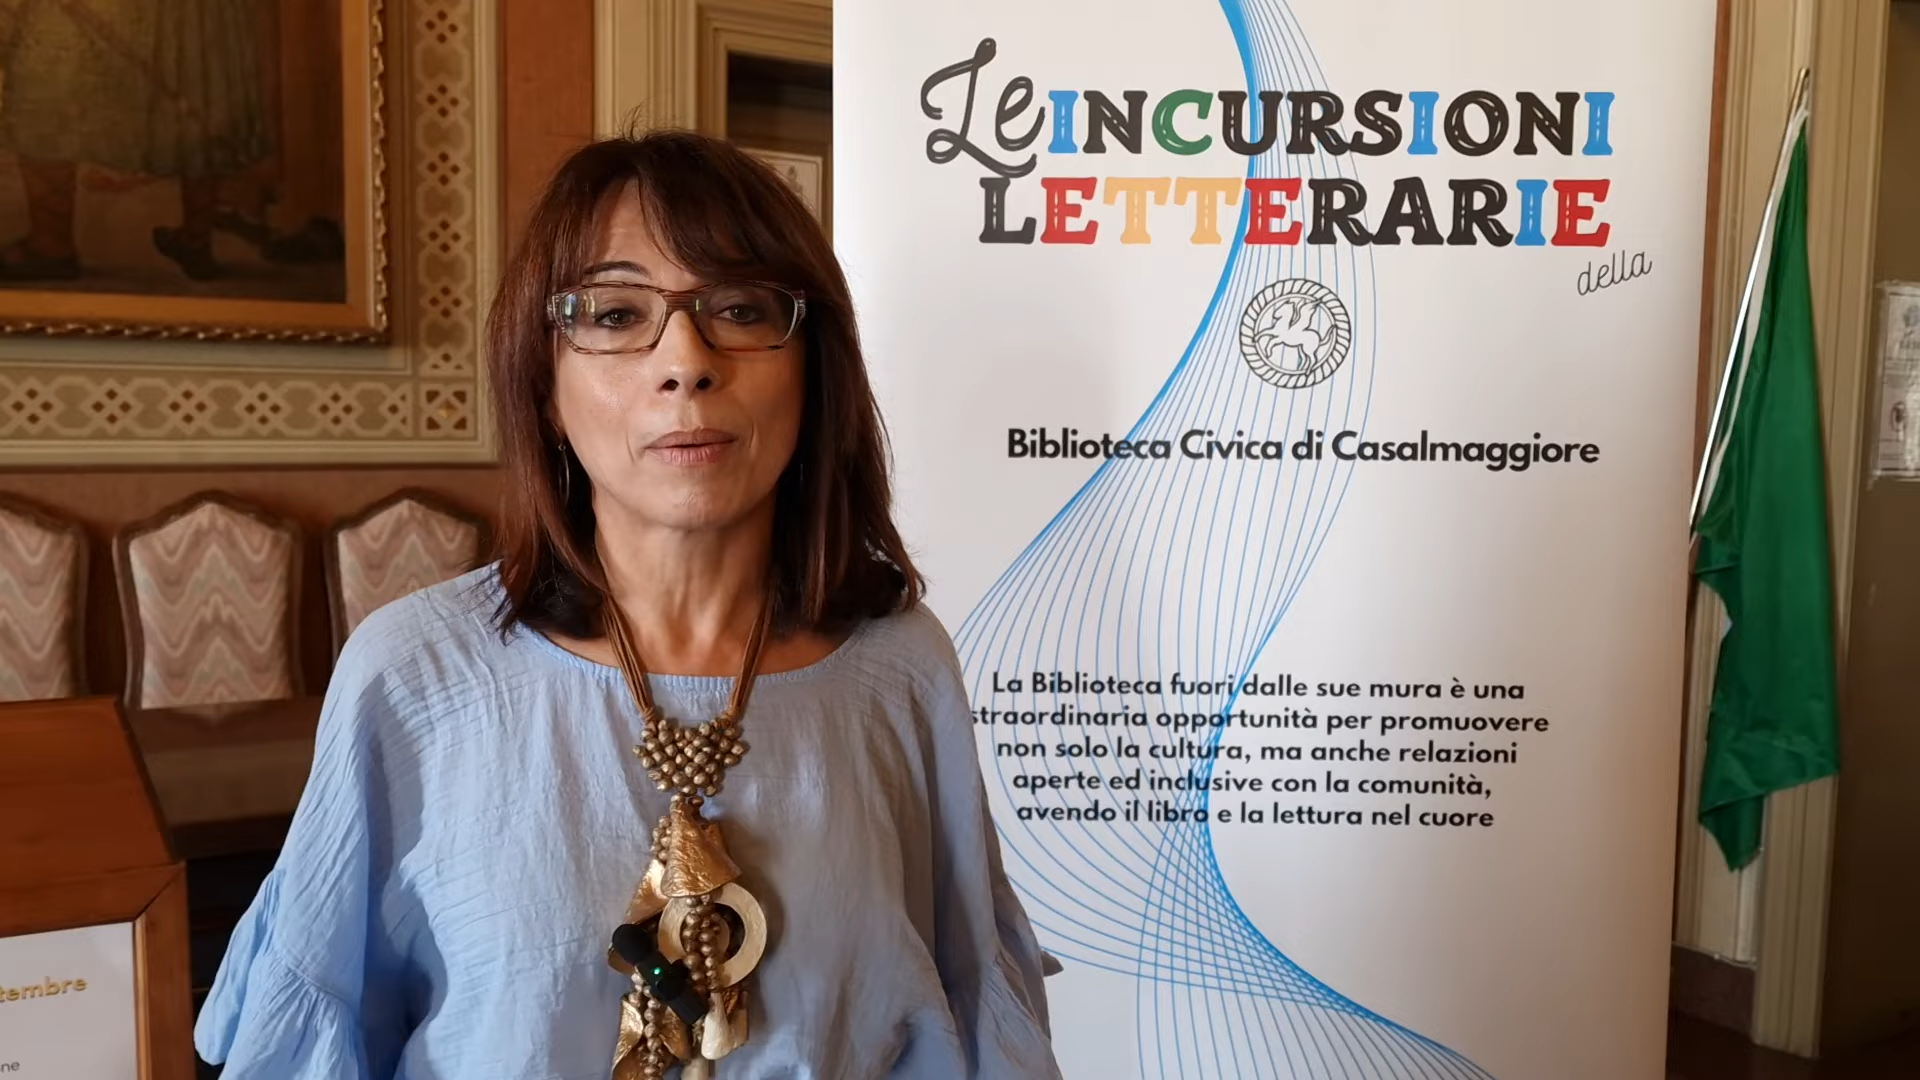 Le INCURSIONI
LETTERARIE
della
Biblioteca Civica di Casalmaggiore
La Biblioteca fuori dalle sue mura è una
straordinaria opportunità per promuovere
non solo la cultura, ma anche relazioni
aperte ed inclusive con la comunità,
avendo il libro e la lettura nel cuore